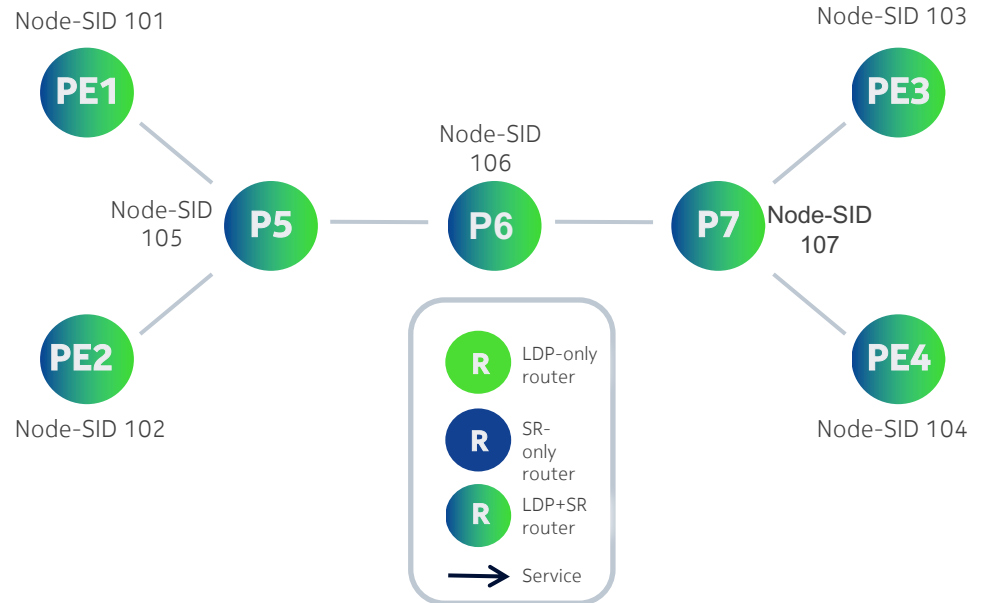 Node-SID 101
Node-SID 103
PE1
PE3
Node-SID
106
Node-SID
105
P5
P6
P7
Node-SID
107
PE2
PE4
Node-SID 102
Node-SID 104
R
LDP-only
router
R
SR-
only
router
R
LDP+SR
router
Service